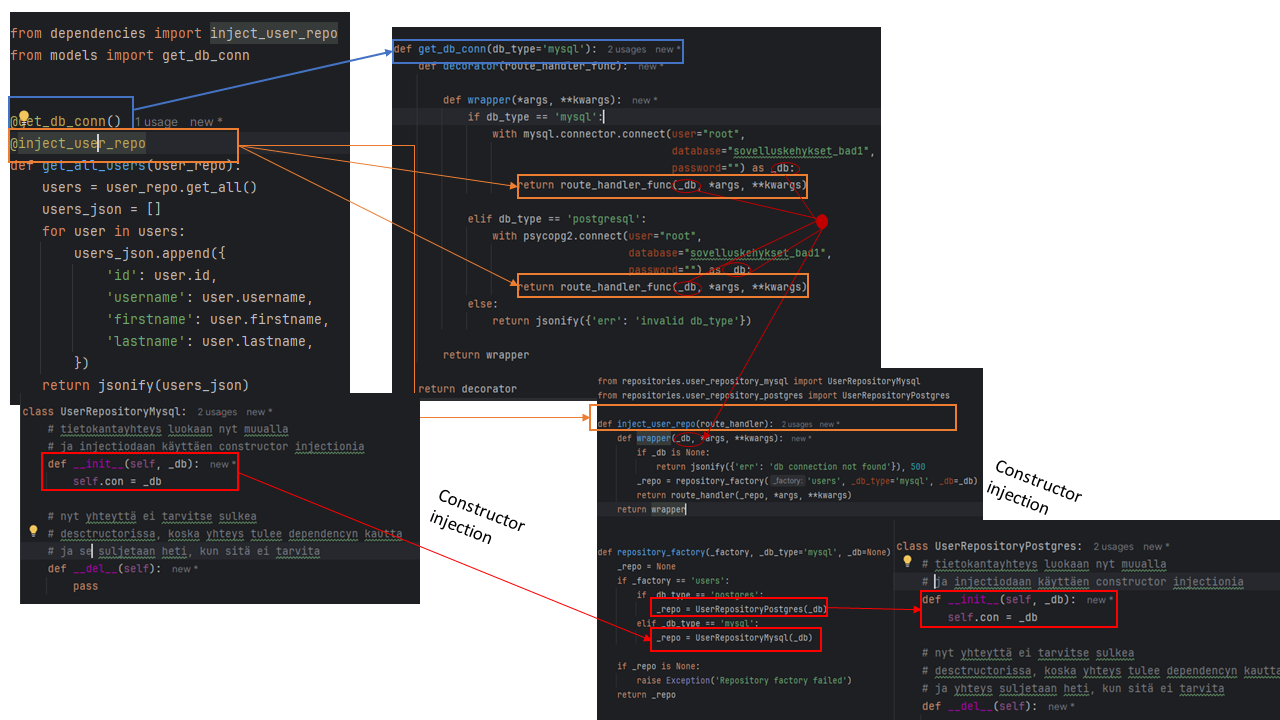 from dependencies import inject_user_repo
from models import get_db_conn
@get_db_conn() 1 usage new *
@inject_user_repo
def get_all_users(user_repo):
users = user_repo.get_all()
users_json = []
for user in users:
users_json.append({
'id': user.id,
'username': user.username,
'firstname': user.firstname,
'lastname': user.lastname,
})
return jsonify(users_json)
def get_db_conn(db_type='mysql'): 2 usages new *
def decorator(route_handler_func): new *
def wrapper(*args, **kwargs): new *
if db_type == 'mysql':
with mysql.connector.connect(user="root",
database="sovelluskehykset_bad1",
password="") as _db:
return route_handler_func(_db, *args, **kwargs)
elif db_type == 'postgresql':
with psycopg2.connect(user="root",
database="sovelluskehykset_bad1",
password="") as _db:
return route_handler_func(_db, *args, **kwargs)
else:
return jsonify({'err': 'invalid db_type'})
return wrapper
return decorator
class UserRepositoryMysql: 2 usages new *
# tietokantayhteys luokaan nyt muualla
# ja injectiodaan käyttäen constructor injectionia
def __init__(self, _db): new *
self.con = _db
# nyt yhteyttä ei tarvitse sulkea
# desctructorissa, koska yhteys tulee dependencyn kautta
# ja se suljetaan heti, kun sitä ei tarvita
def __del__(self): new *
pass
Constructor
injection
from repositories.user_repository_mysql import UserRepositoryMysql
from repositories.user_repository_postgres import UserRepositoryPostgres
def inject_user_repo(route_handler): 2 usages new *
def wrapper(_db, *args, **kwargs): new *
if _db is None:
return jsonify({'err': 'db connection not found'}), 500
_repo = repository_factory( _factory: 'users', _db_type='mysql', _db=_db)
return route_handler(_repo, *args, **kwargs)
return wrapper
Constructor
injection
def repository_factory(_factory, _db_type='mysql', _db=None)
_repo = None
if _factory == 'users':
if _db_type == 'postgres':
_repo = UserRepositoryPostgres(_db)
elif _db_type == 'mysql':
_repo = UserRepositoryMysql(_db)
if _repo is None:
raise Exception('Repository factory failed')
return _repo
class UserRepositoryPostgres: 2 usages new *
# tietokantayhteys luokaan nyt muualla
# ja injectiodaan käyttäen constructor injectionia
def __init__(self, _db): new *
self.con = _db
# nyt yhteyttä ei tarvitse sulkea
# desctructorissa, koska yhteys tulee dependencyn kautta
# ja yhteys suljetaan heti, kun sitä ei tarvita
def __del__(self): new *